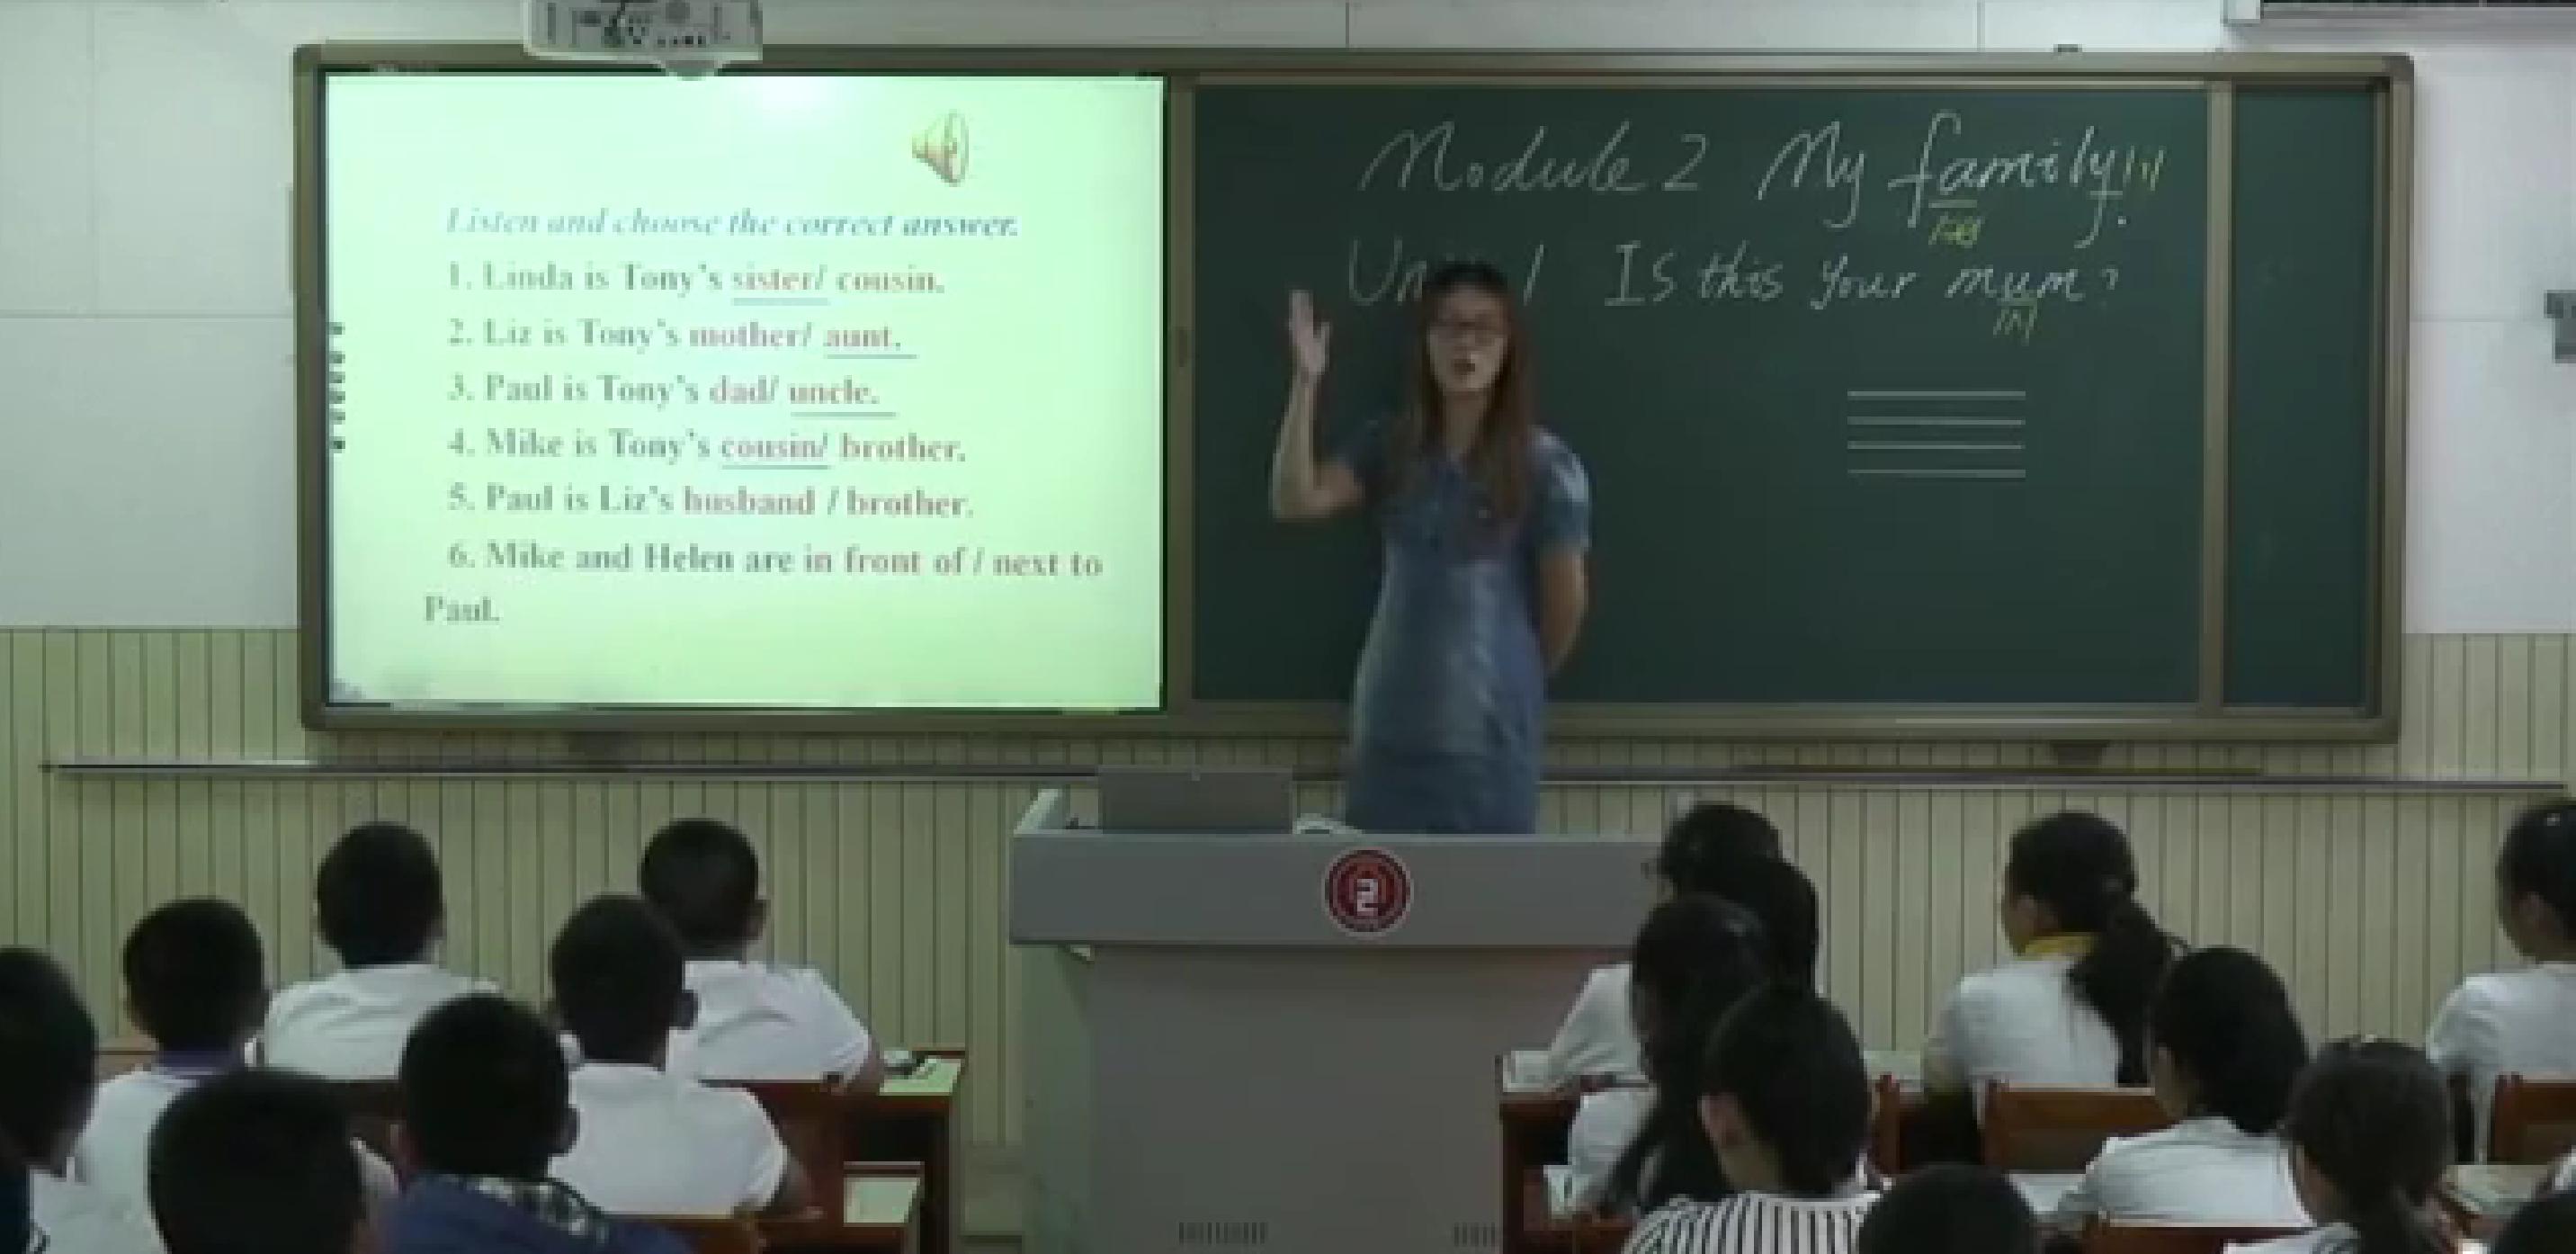 Listen and choose the correct answer.
1. Linda is Tony's sister/ cousin.
2. Liz is Tony's mother/ aunt.
3. Paul is Tony's dad/ uncle.
4. Mike is Tony's cousin/ brother.
5. Paul is Liz's husband / brother.
6. Mike and Helen are in front of / next to
Paul.
Module 2 My family /ɪ/
/æ/
1 Is this your mum?
/ʌ/
2